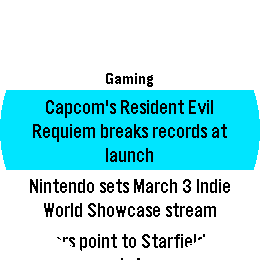 Gaming
Capcom's Resident Evil
Requiem breaks records at
launch
Nintendo sets March 3 Indie
World Showcase stream
point to Starfield